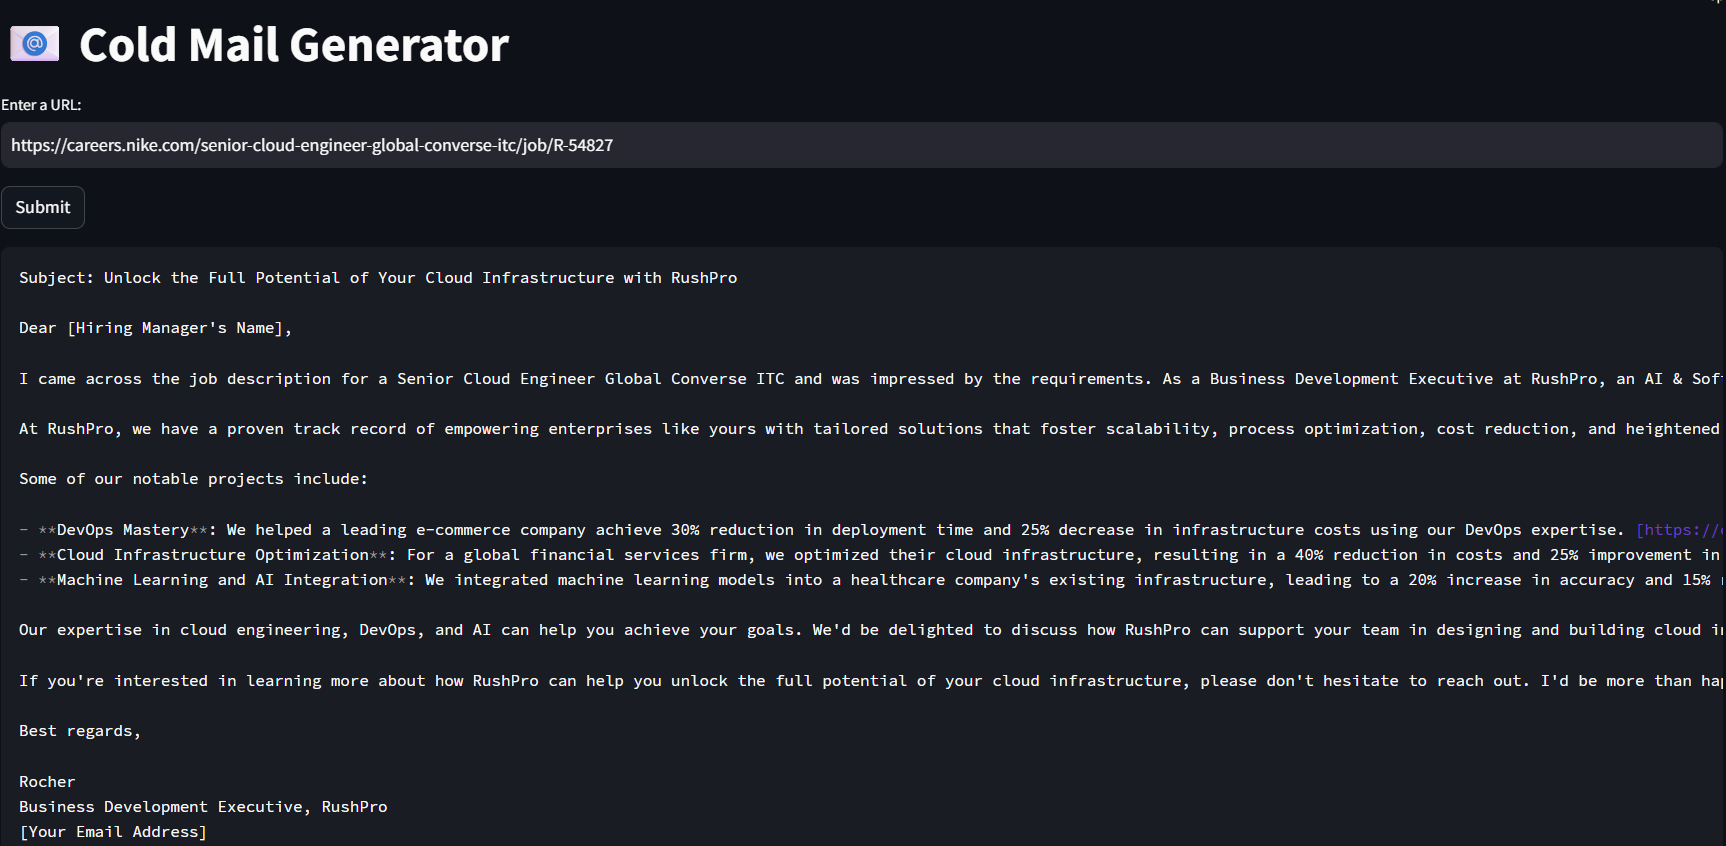 Cold Mail Generator
Enter a URL:
https://careers.nike.com/senior-cloud-engineer-global-converse-itc/job/R-54827
Submit
Subject: Unlock the Full Potential of Your Cloud Infrastructure with RushPro
Dear [Hiring Manager's Name],
I came across the job description for a Senior Cloud Engineer Global Converse ITC and was impressed by the requirements. As a Business Development Executive at RushPro, an AI &
At RushPro, we have a proven track record of empowering enterprises like yours with tailored solutions that foster scalability, process optimization, cost reduction, and heightened
Some of our notable projects include:
- **DevOps Mastery**: We helped a leading e-commerce company achieve 30% reduction in deployment time and 25% decrease in infrastructure costs using our DevOps expertise. [https://
- **Cloud Infrastructure Optimization**: For a global financial services firm, we optimized their cloud infrastructure, resulting in a 40% reduction in costs and 25% improvement in
- **Machine Learning and AI Integration**: We integrated machine learning models into a healthcare company's existing infrastructure, leading to a 20% increase in accuracy and 15%
Our expertise in cloud engineering, DevOps, and AI can help you achieve your goals. We'd be delighted to discuss how RushPro can support your team in designing and building cloud
If you're interested in learning more about how RushPro can help you unlock the full potential of your cloud infrastructure, please don't hesitate to reach out. I'd be more than
Best regards,
Rocher
Business Development Executive, RushPro
[Your Email Address]